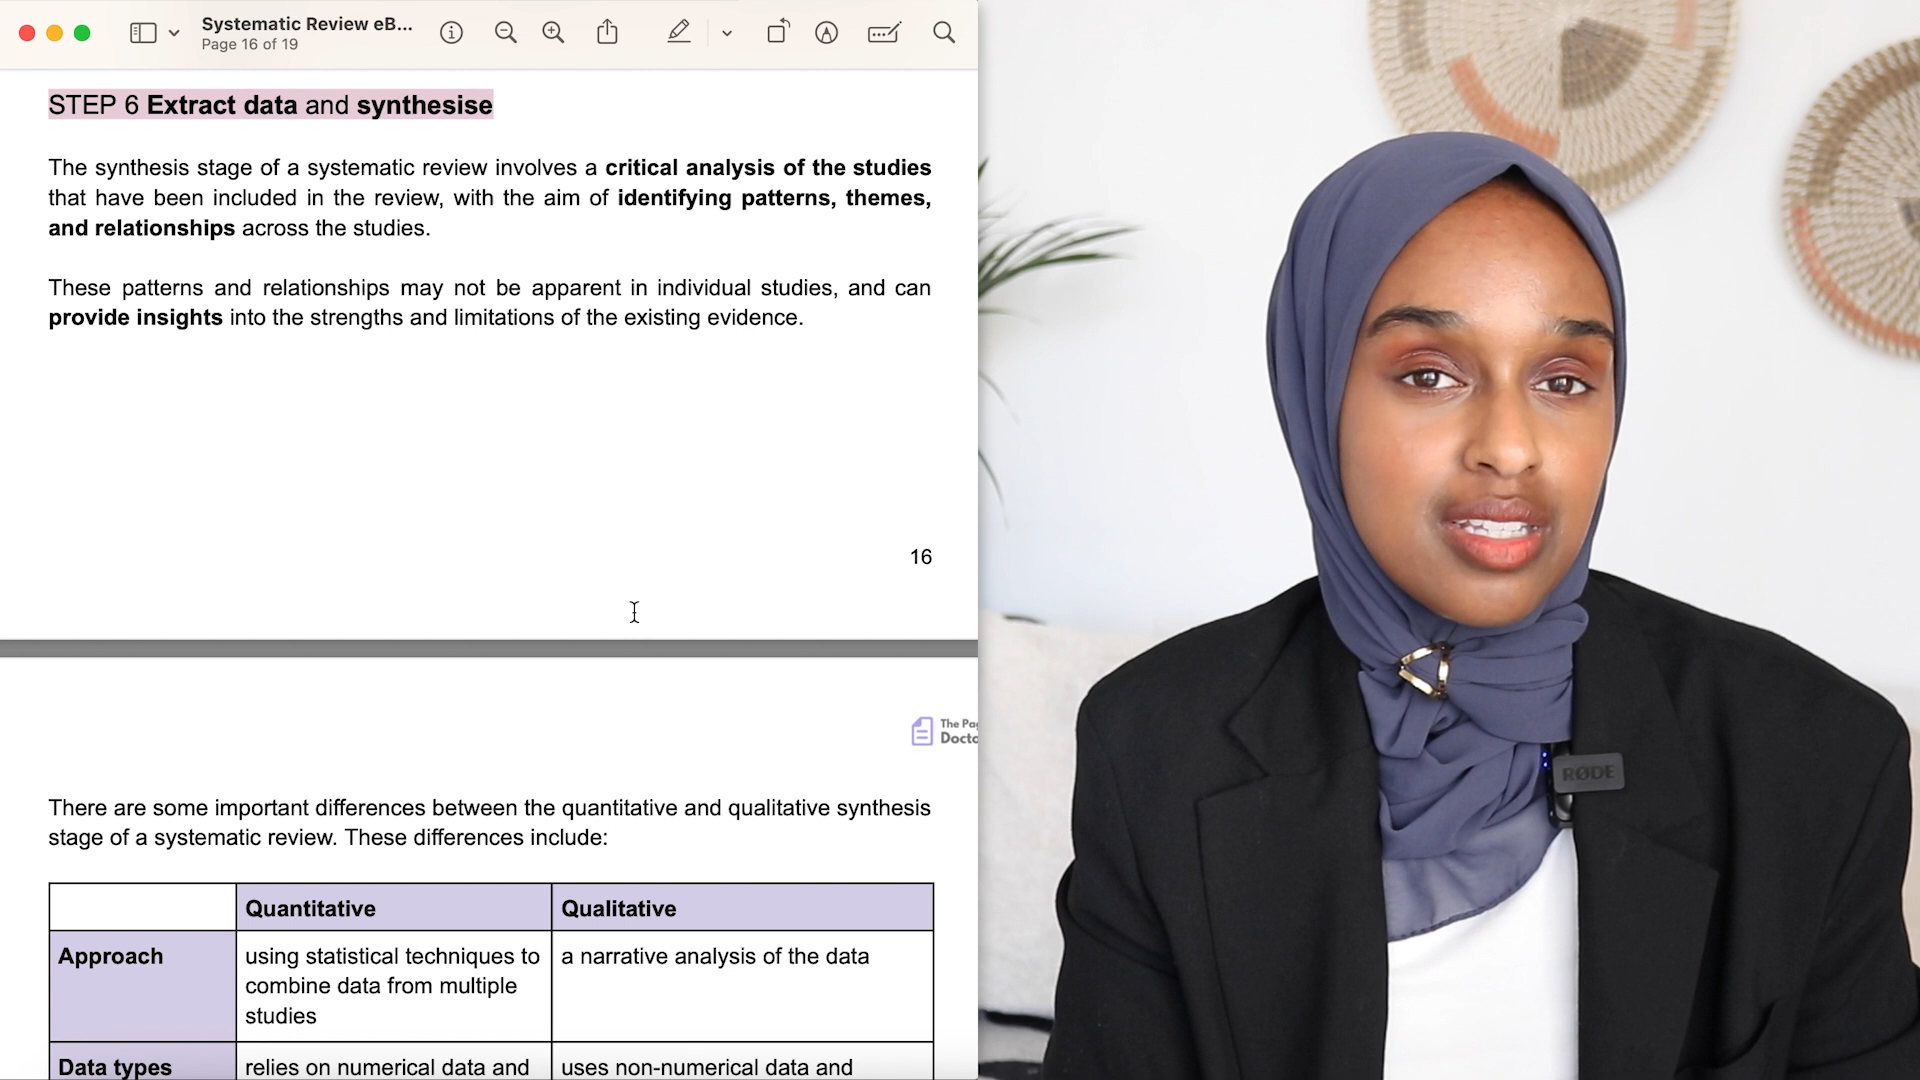 Systematic Review eB...
Page 16 of 19
STEP 6 Extract data and synthesise
The synthesis stage of a systematic review involves a critical analysis of the studies
that have been included in the review, with the aim of identifying patterns, themes,
and relationships across the studies.
These patterns and relationships may not be apparent in individual studies, and can
provide insights into the strengths and limitations of the existing evidence.
16
The
There are some important differences between the quantitative and qualitative synthesis
stage of a systematic review. These differences include:
Quantitative Qualitative
Approach using statistical techniques to a narrative analysis of the data
combine data from multiple
studies
Data types relies on numerical data and uses non-numerical data and
RØDE